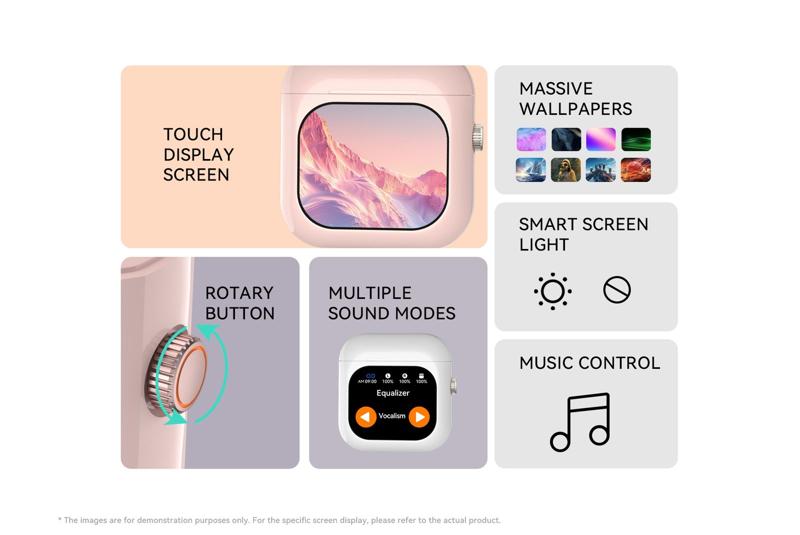 TOUCH
DISPLAY
SCREEN
MASSIVE
WALLPAPERS
SMART SCREEN
LIGHT
ROTARY
BUTTON
MULTIPLE
SOUND MODES
AM 09:00 100% 100% 100%
Equalizer
Vocalism
MUSIC CONTROL
* The images are for demonstration purposes only. For the specific screen display, please refer to the actual product.